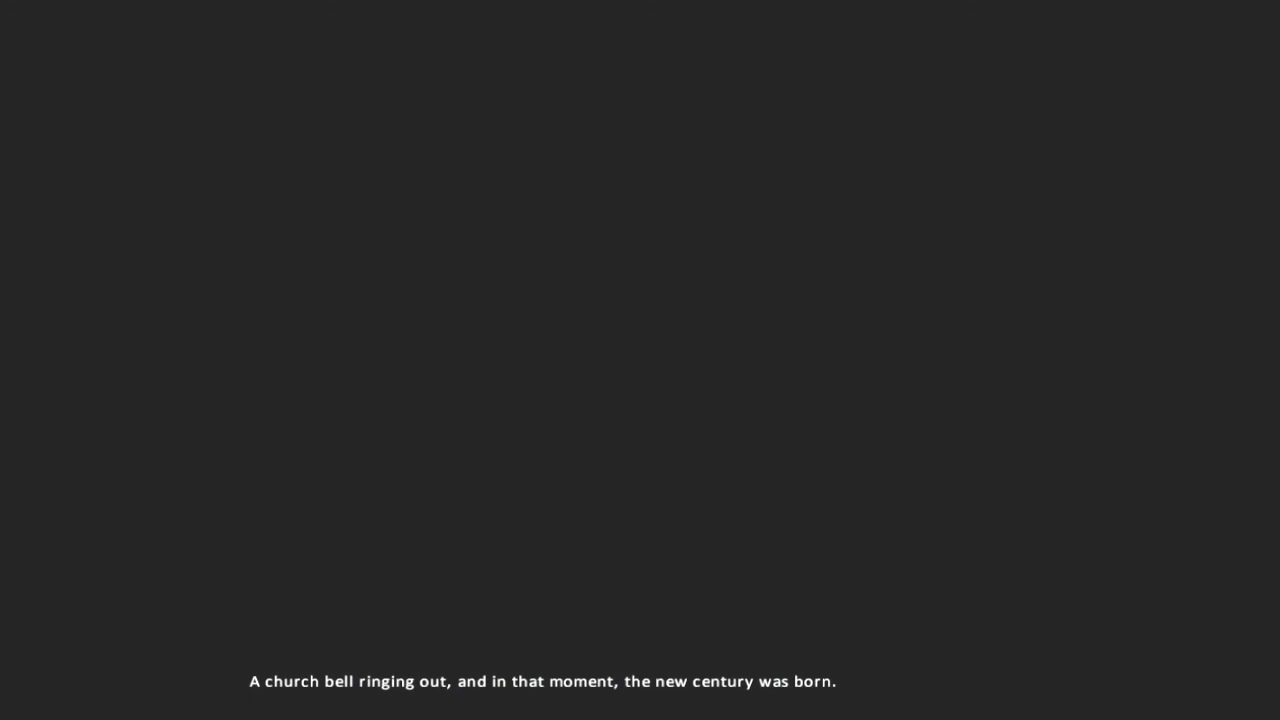 A church bell ringing out, and in that moment, the new century was born.